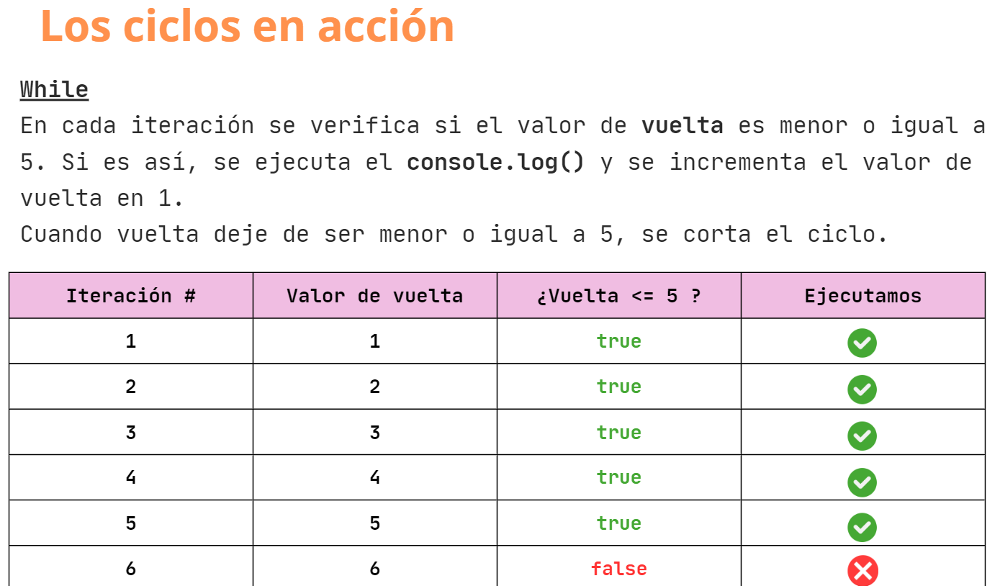 Los ciclos en acción
While
En cada iteración se verifica si el valor de vuelta es menor o igual a
5. Si es así, se ejecuta el console.log() y se incrementa el valor de
vuelta en 1.
Cuando vuelta deje de ser menor o igual a 5, se corta el ciclo.
Iteración # Valor de vuelta ¿Vuelta <= 5 ? Ejecutamos
1 1 true
2 2 true
3 3 true
4 4 true
5 5 true
6 6 false